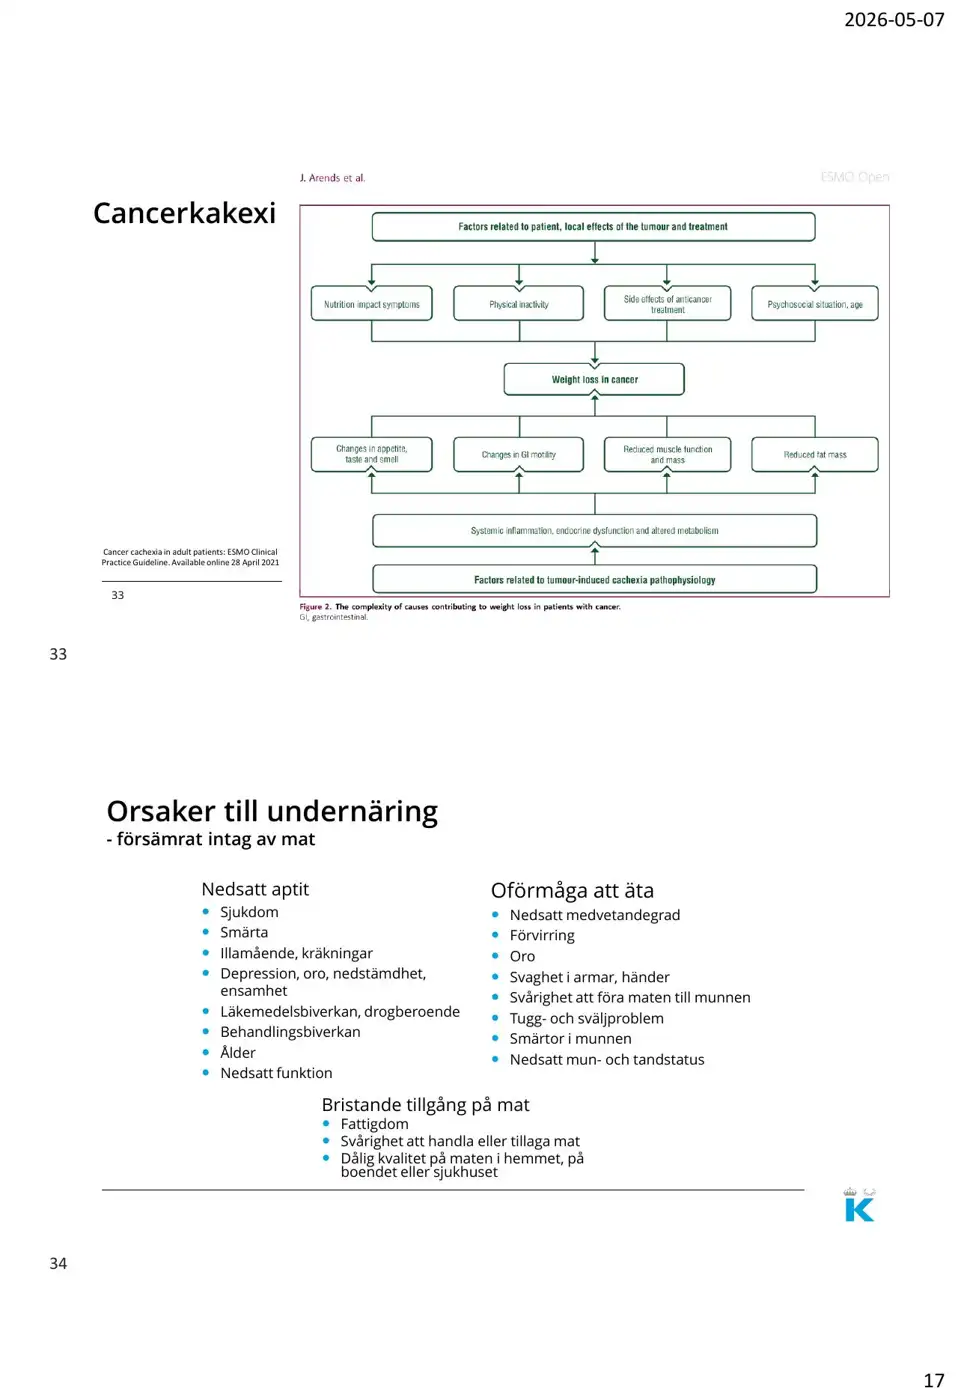 2026-05-07
J. Arends et al.
ESMO Open
Cancerkakexi
Factors related to patient, local effects of the tumour and treatment
Nutrition impact symptoms
Physical inactivity
Side effects of anticancer
treatment
Psychosocial situation, age
Weight loss in cancer
Changes in appetite,
taste and smell
Changes in GI motility
Reduced muscle function
and mass
Reduced fat mass
Systemic inflammation, endocrine dysfunction and altered metabolism
Factors related to tumour-induced cachexia pathophysiology
Cancer cachexia in adult patients: ESMO Clinical
Practice Guideline. Available online 28 April 2021
33
Figure 2. The complexity of causes contributing to weight loss in patients with cancer.
GI, gastrointestinal.
33
Orsaker till undernäring
- försämrat intag av mat
Nedsatt aptit
• Sjukdom
• Smärta
• Illamående, kräkningar
• Depression, oro, nedstämdhet,
ensamhet
• Läkemedelsbiverkan, drogberoende
• Behandlingsbiverkan
• Ålder
• Nedsatt funktion
Oförmåga att äta
• Nedsatt medvetandegrad
• Förvirring
• Oro
• Svaghet i armar, händer
• Svårighet att föra maten till munnen
• Tugg- och sväljproblem
• Smärtor i munnen
• Nedsatt mun- och tandstatus
Bristande tillgång på mat
• Fattigdom
• Svårighet att handla eller tillaga mat
• Dålig kvalitet på maten i hemmet, på
boendet eller sjukhuset
K
34
17